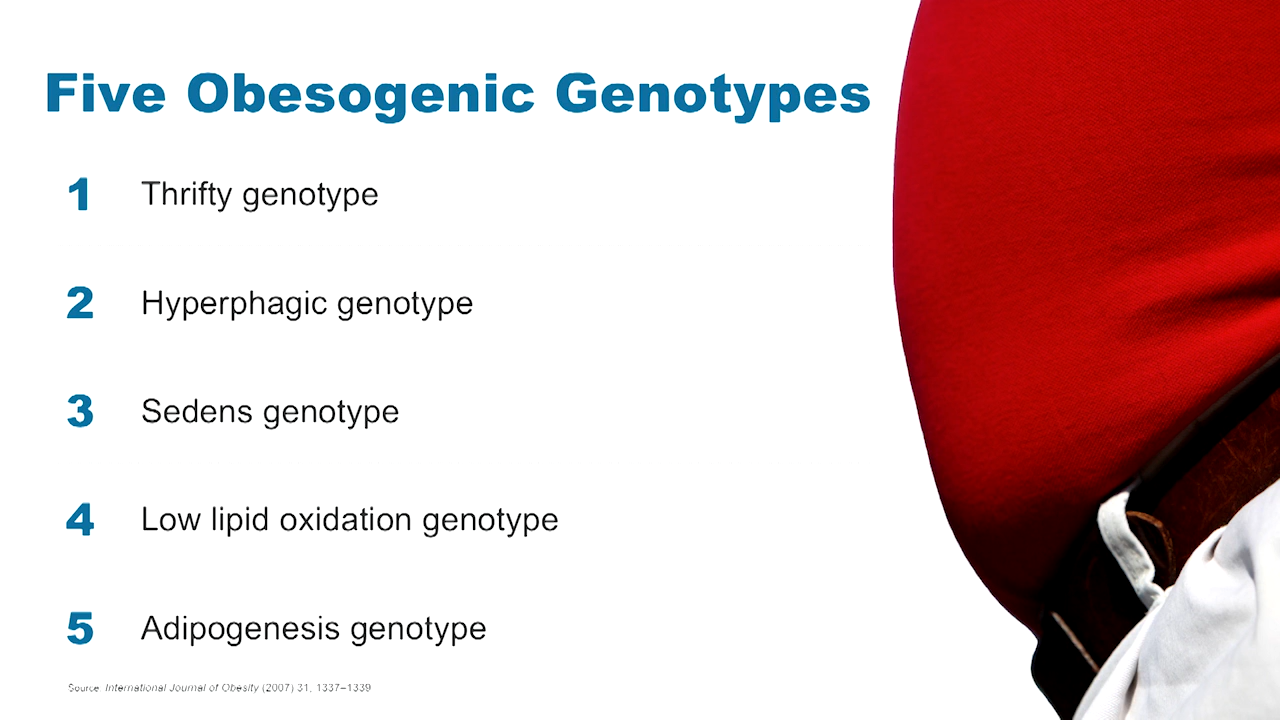 Five Obesogenic Genotypes
1 Thrifty genotype
2 Hyperphagic genotype
3 Sedens genotype
4 Low lipid oxidation genotype
5 Adipogenesis genotype
Source: International Journal of Obesity (2007) 31, 1337–1339